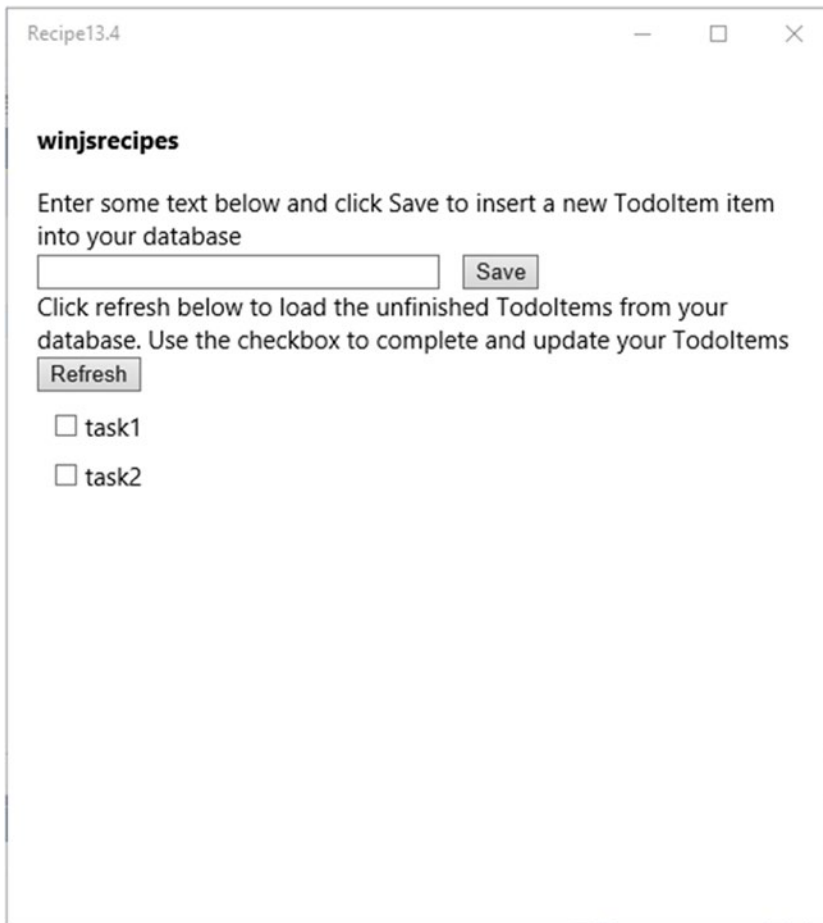 Recipe13.4
winjsrecipes
Enter some text below and click Save to insert a new TodoItem item
into your database
Save
Click refresh below to load the unfinished TodoItems from your
database. Use the checkbox to complete and update your TodoItems
Refresh
task1
task2